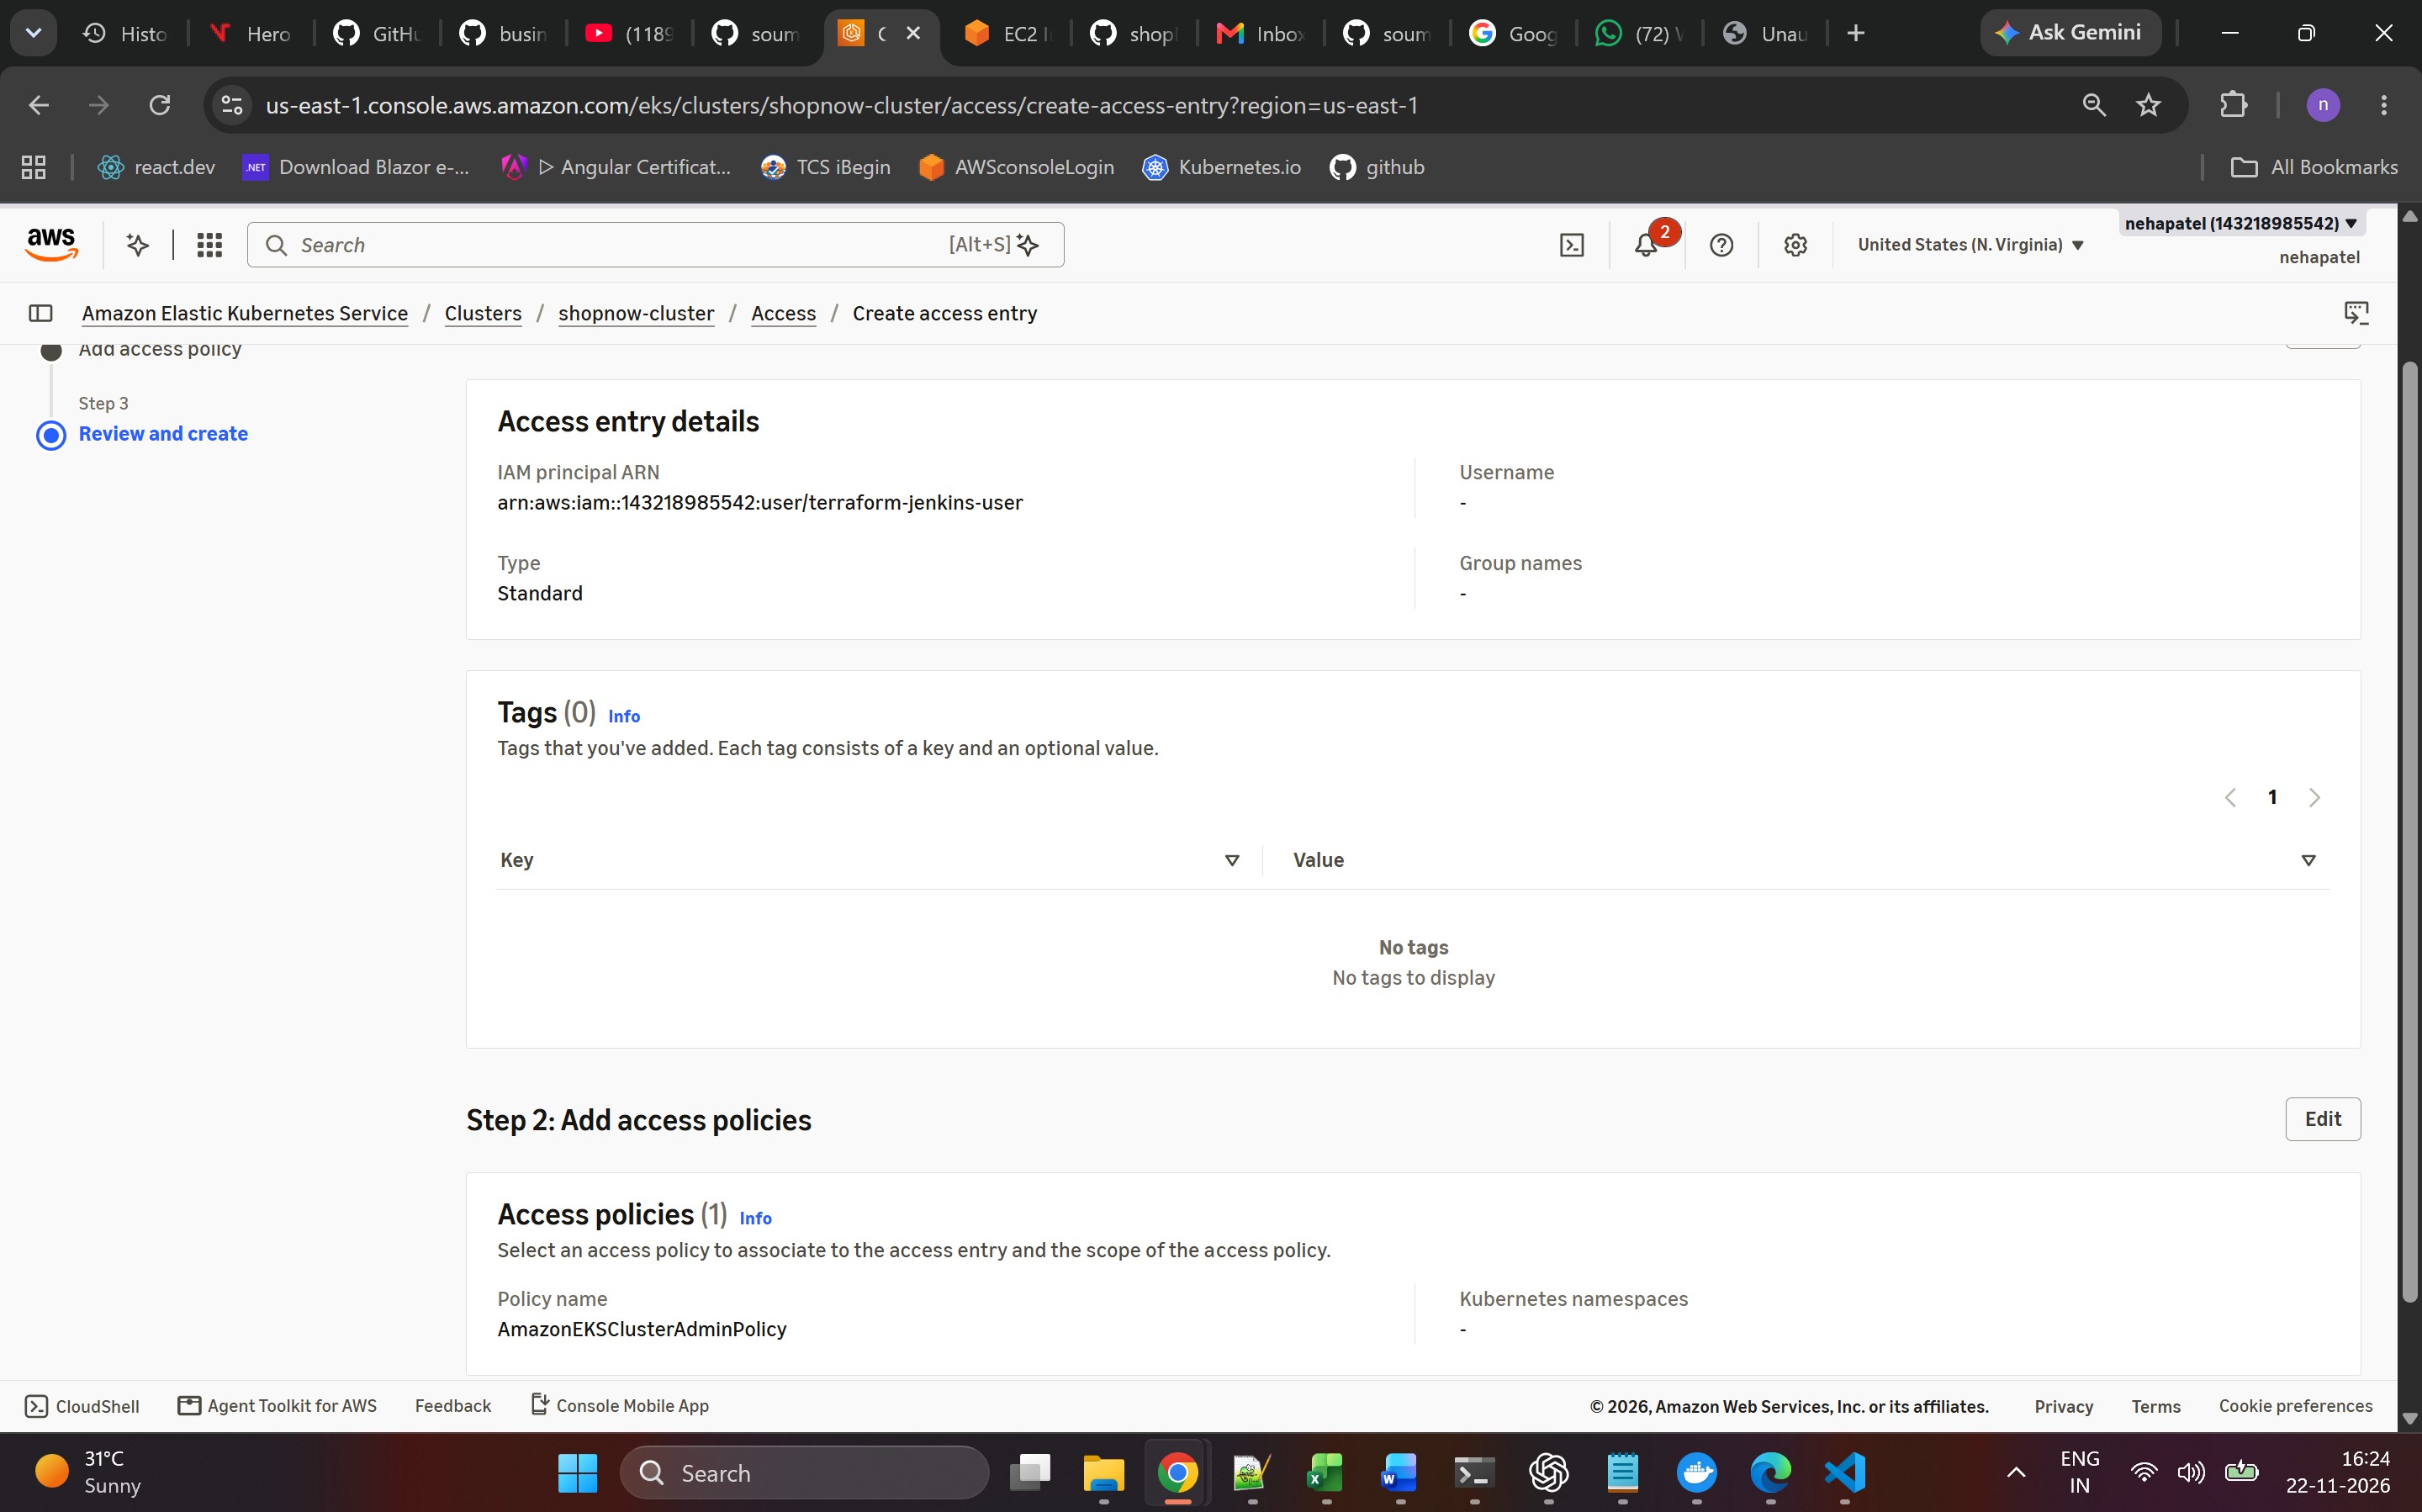 Histo
Hero
GitHu
busin
(1189
soum
EC2 I
shop
Inbox
soum
Goog
(72)
Unau
Ask Gemini
us-east-1.console.aws.amazon.com/eks/clusters/shopnow-cluster/access/create-access-entry?region=us-east-1
n
react.dev
.NET
Download Blazor e-...
Angular Certificat...
TCS iBegin
AWSconsoleLogin
Kubernetes.io
github
All Bookmarks
aws
Search
[Alt+S]
2
United States (N. Virginia)
nehapatel (143218985542)
nehapatel
Amazon Elastic Kubernetes Service / Clusters / shopnow-cluster / Access / Create access entry
Add access policy
Step 3
Review and create
Access entry details
IAM principal ARN
arn:aws:iam::143218985542:user/terraform-jenkins-user
Username
-
Type
Standard
Group names
-
Tags (0) Info
Tags that you've added. Each tag consists of a key and an optional value.
1
Key
Value
No tags
No tags to display
Step 2: Add access policies
Edit
Access policies (1) Info
Select an access policy to associate to the access entry and the scope of the access policy.
Policy name
AmazonEKSClusterAdminPolicy
Kubernetes namespaces
-
CloudShell
Agent Toolkit for AWS
Feedback
Console Mobile App
© 2026, Amazon Web Services, Inc. or its affiliates.
Privacy
Terms
Cookie preferences
31°C
Sunny
Search
ENG
IN
16:24
22-11-2026